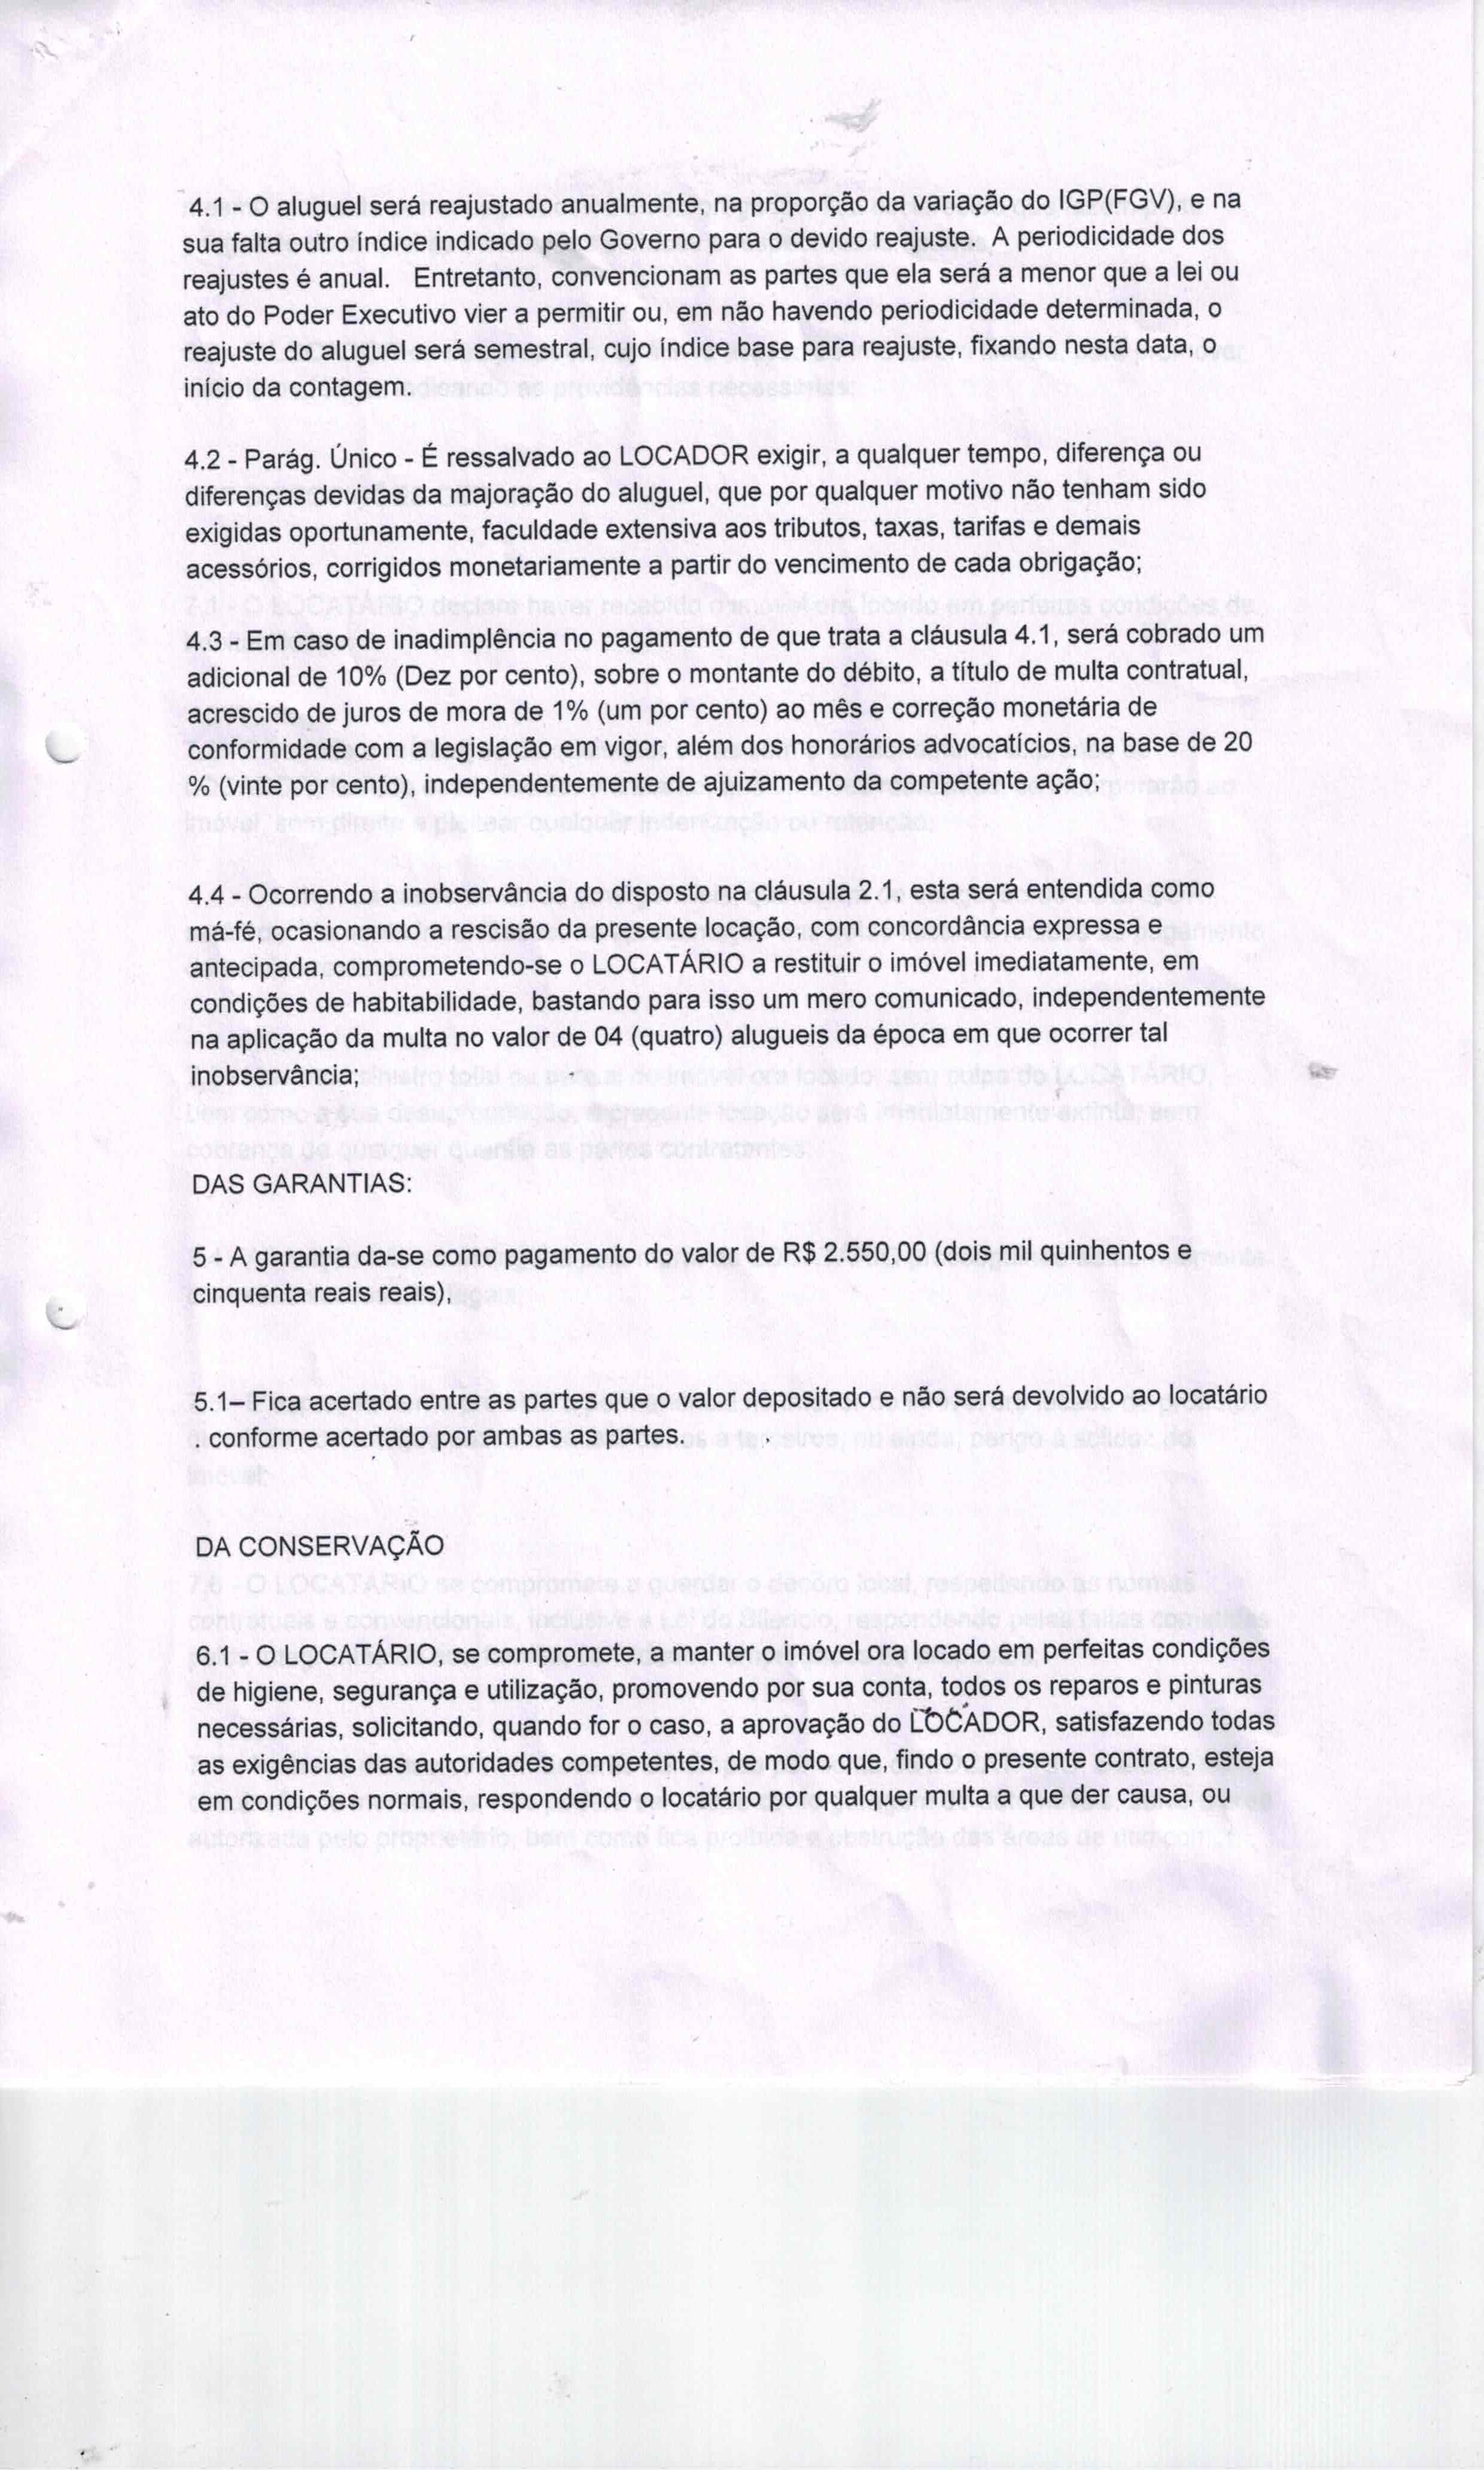 4.1 - O aluguel será reajustado anualmente, na proporção da variação do IGP(FGV), e na
sua falta outro índice indicado pelo Governo para o devido reajuste. A periodicidade dos
reajustes é anual. Entretanto, convencionam as partes que ela será a menor que a lei ou
ato do Poder Executivo vier a permitir ou, em não havendo periodicidade determinada, o
reajuste do aluguel será semestral, cujo índice base para reajuste, fixando nesta data, o
início da contagem.
4.2 - Parág. Único - É ressalvado ao LOCADOR exigir, a qualquer tempo, diferença ou
diferenças devidas da majoração do aluguel, que por qualquer motivo não tenham sido
exigidas oportunamente, faculdade extensiva aos tributos, taxas, tarifas e demais
acessórios, corrigidos monetariamente a partir do vencimento de cada obrigação;
4.3 - Em caso de inadimplência no pagamento de que trata a cláusula 4.1, será cobrado um
adicional de 10% (Dez por cento), sobre o montante do débito, a título de multa contratual,
acrescido de juros de mora de 1% (um por cento) ao mês e correção monetária de
conformidade com a legislação em vigor, além dos honorários advocatícios, na base de 20
% (vinte por cento), independentemente de ajuizamento da competente ação;
4.4 - Ocorrendo a inobservância do disposto na cláusula 2.1, esta será entendida como
má-fé, ocasionando a rescisão da presente locação, com concordância expressa e
antecipada, comprometendo-se o LOCATÁRIO a restituir o imóvel imediatamente, em
condições de habitabilidade, bastando para isso um mero comunicado, independentemente
na aplicação da multa no valor de 04 (quatro) alugueis da época em que ocorrer tal
inobservância;
DAS GARANTIAS:
5 - A garantia da-se como pagamento do valor de R$ 2.550,00 (dois mil quinhentos e
cinquenta reais reais),
5.1– Fica acertado entre as partes que o valor depositado e não será devolvido ao locatário
. conforme acertado por ambas as partes.
DA CONSERVAÇÃO
6.1 - O LOCATÁRIO, se compromete, a manter o imóvel ora locado em perfeitas condições
de higiene, segurança e utilização, promovendo por sua conta, todos os reparos e pinturas
necessárias, solicitando, quando for o caso, a aprovação do LOCADOR, satisfazendo todas
as exigências das autoridades competentes, de modo que, findo o presente contrato, esteja
em condições normais, respondendo o locatário por qualquer multa a que der causa, ou